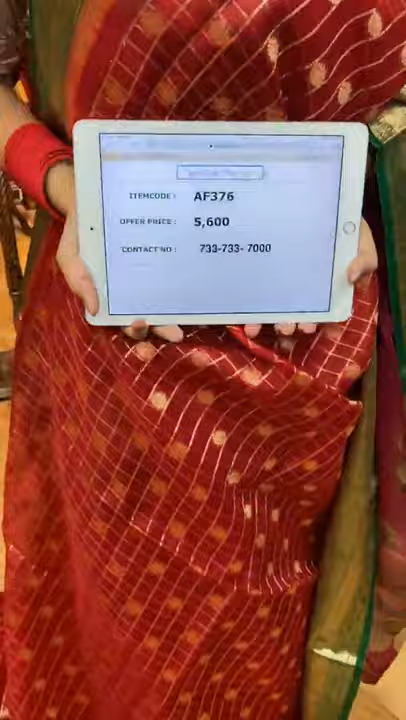 ITEMCODE : AF376
OFFER PRICE : 5,600
CONTACT NO : 733-733- 7000